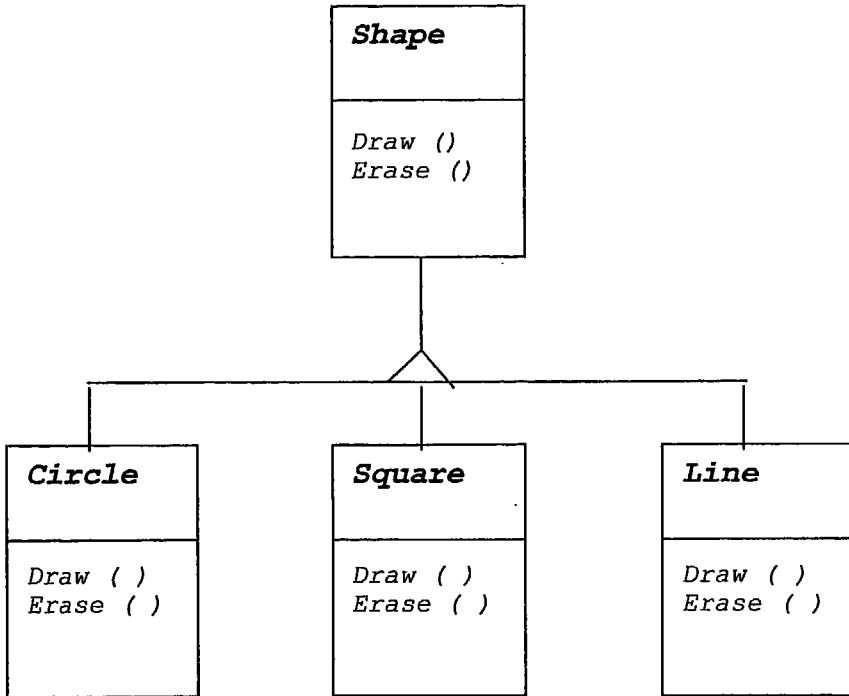 Shape
Draw ()
Erase ()
Circle
Draw ( )
Erase ( )
Square
Draw ( )
Erase ( )
Line
Draw ( )
Erase ( )